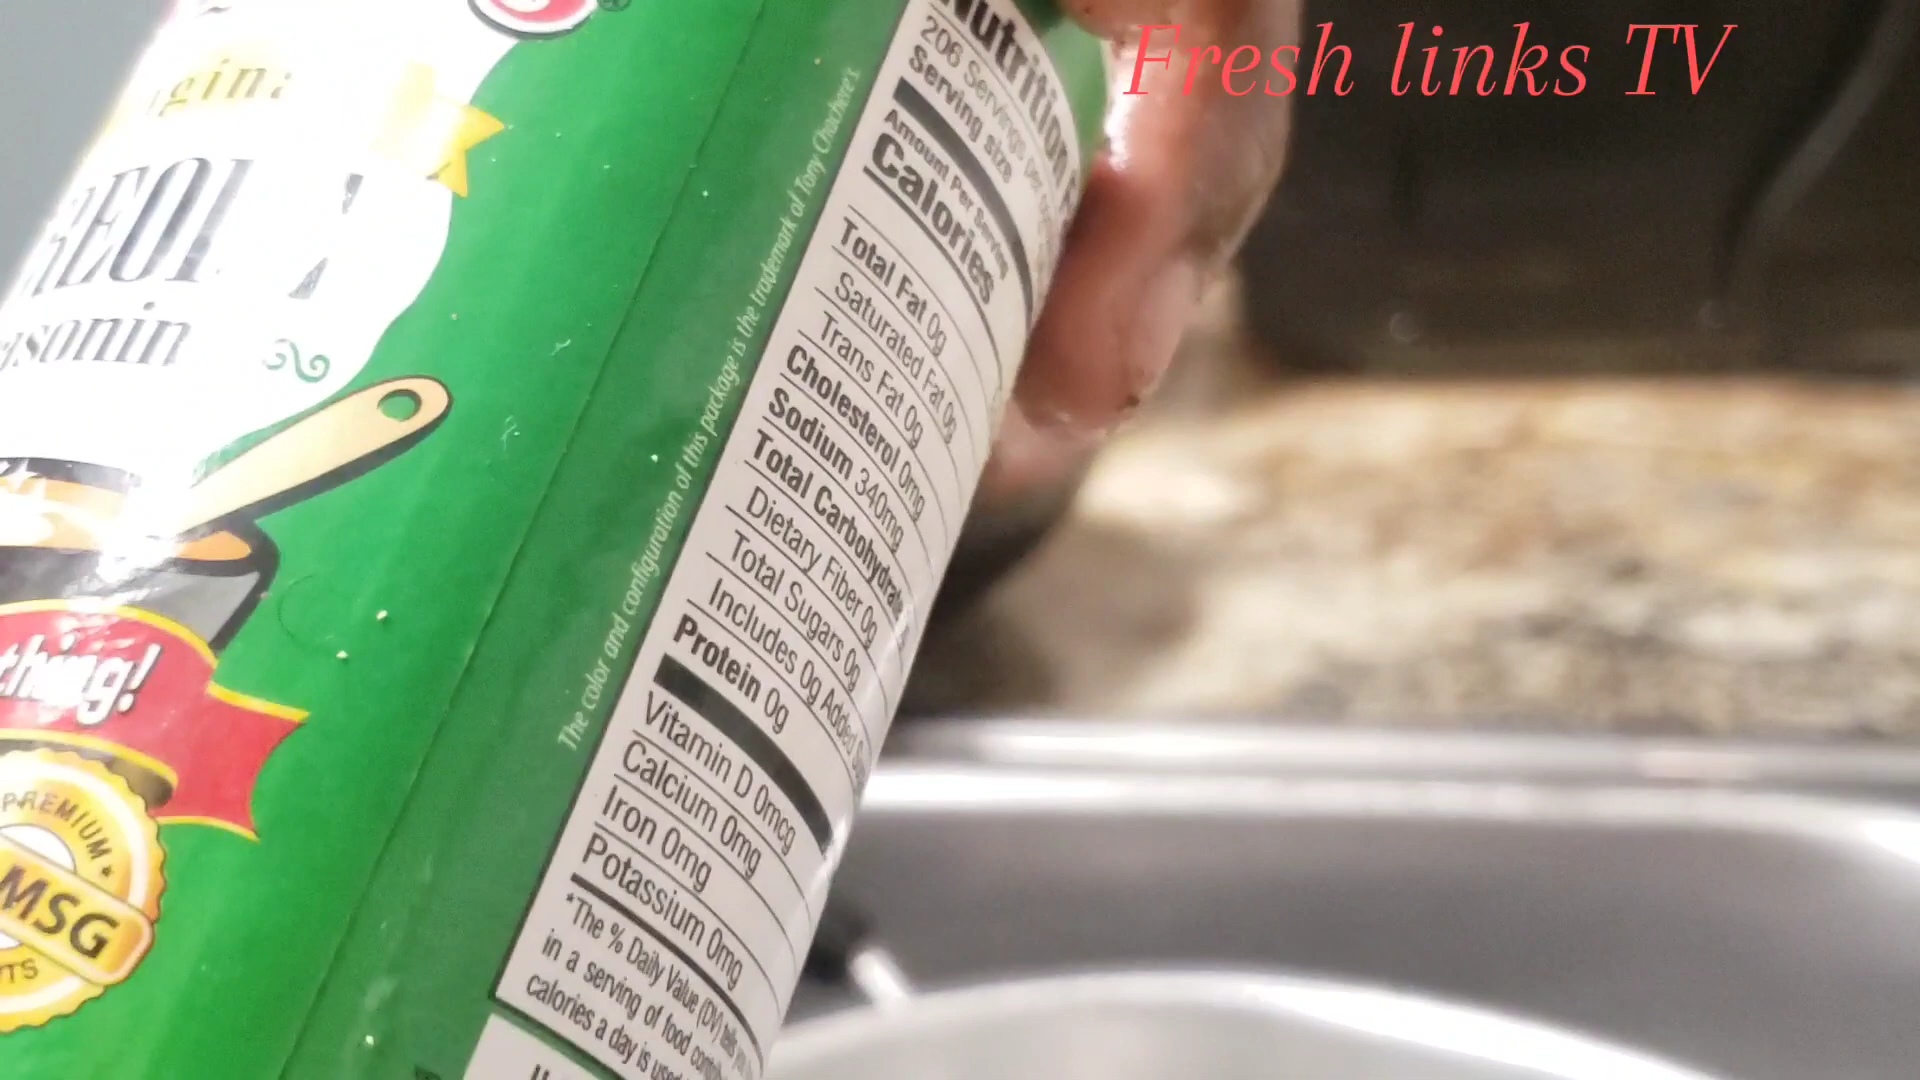 Fresh links TV
The color and configuration of this package is the trademark of Tony Chachere's
Nutrition
206 Servings per
Serving size
Amount Per Serving
Calories
Total Fat 0g
Saturated Fat 0g
Trans Fat 0g
Cholesterol 0mg
Sodium 340mg
Total Carbohydrate
Dietary Fiber 0g
Total Sugars 0g
Includes 0g Added
Protein 0g
Vitamin D 0mcg
Calcium 0mg
Iron 0mg
Potassium 0mg
*The % Daily Value (DV) tells you
in a serving of food
calories a day is used
PREMIUM
MSG